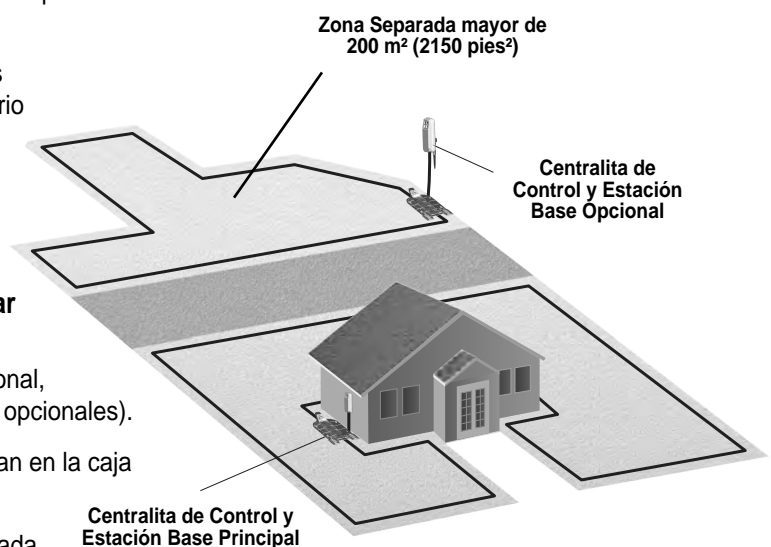 Zona Separada mayor de
200 m² (2150 pies²)
Centralita de
Control y Estación
Base Opcional
opcionales).
an en la caja
Centralita de Control y
Estación Base Principal